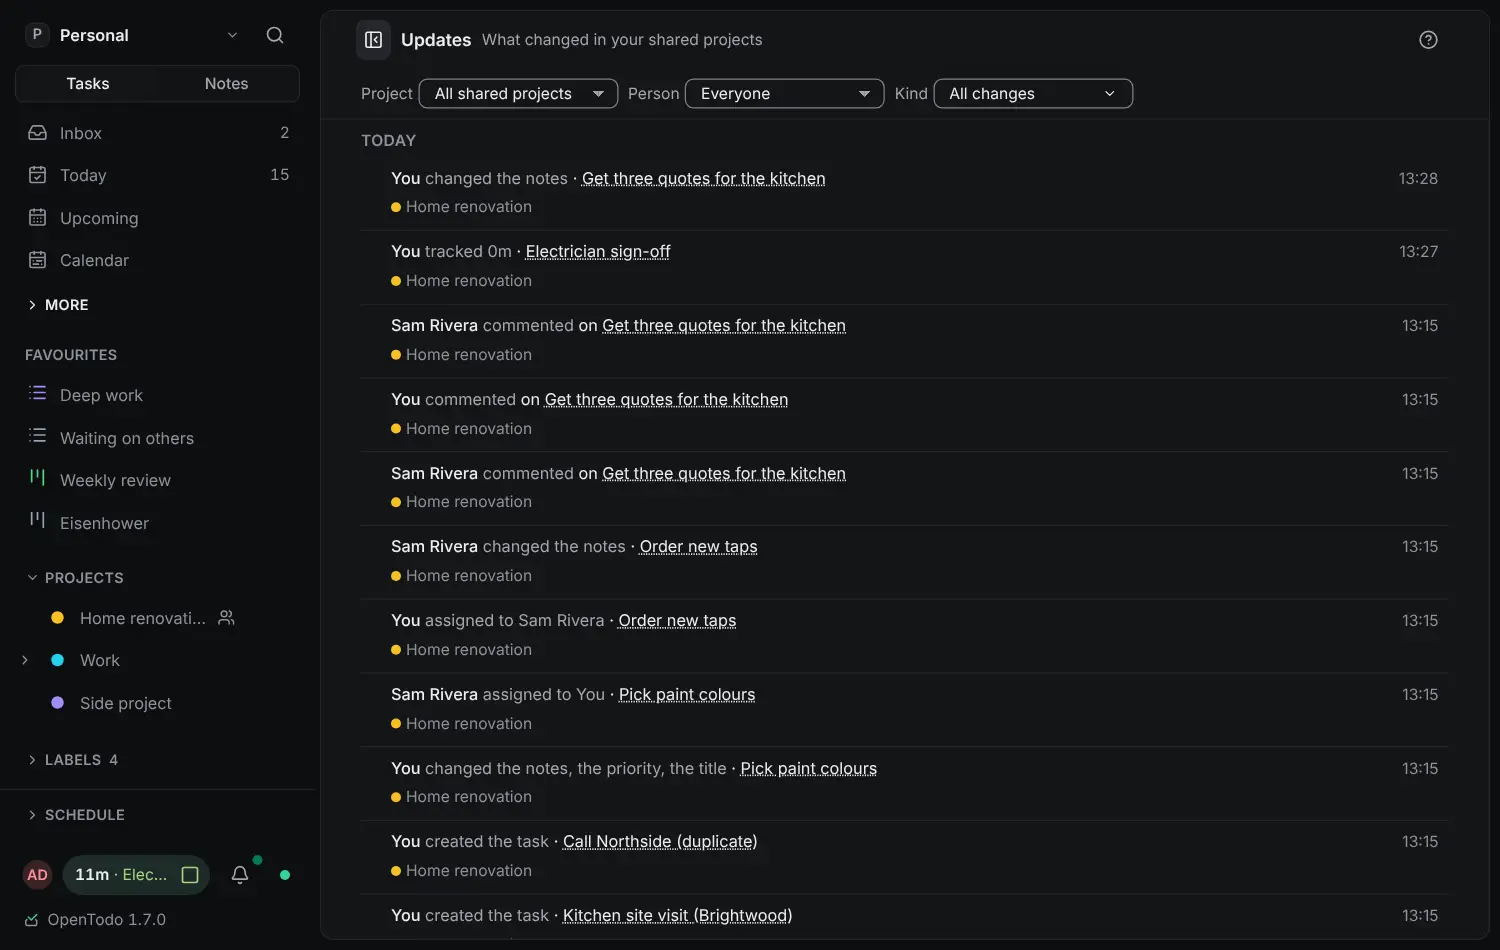 P Personal
Tasks Notes
Inbox 2
Today 15
Upcoming
Calendar
MORE
FAVOURITES
Deep work
Waiting on others
Weekly review
Eisenhower
PROJECTS
Home renovati...
Work
Side project
LABELS 4
SCHEDULE
AD 11m · Elec...
OpenTodo 1.7.0
Updates What changed in your shared projects
Project All shared projects Person Everyone Kind All changes
TODAY
You changed the notes · Get three quotes for the kitchen 13:28
Home renovation
You tracked 0m · Electrician sign-off 13:27
Home renovation
Sam Rivera commented on Get three quotes for the kitchen 13:15
Home renovation
You commented on Get three quotes for the kitchen 13:15
Home renovation
Sam Rivera commented on Get three quotes for the kitchen 13:15
Home renovation
Sam Rivera changed the notes · Order new taps 13:15
Home renovation
You assigned to Sam Rivera · Order new taps 13:15
Home renovation
Sam Rivera assigned to You · Pick paint colours 13:15
Home renovation
You changed the notes, the priority, the title · Pick paint colours 13:15
Home renovation
You created the task · Call Northside (duplicate) 13:15
Home renovation
You created the task · Kitchen site visit (Brightwood) 13:15